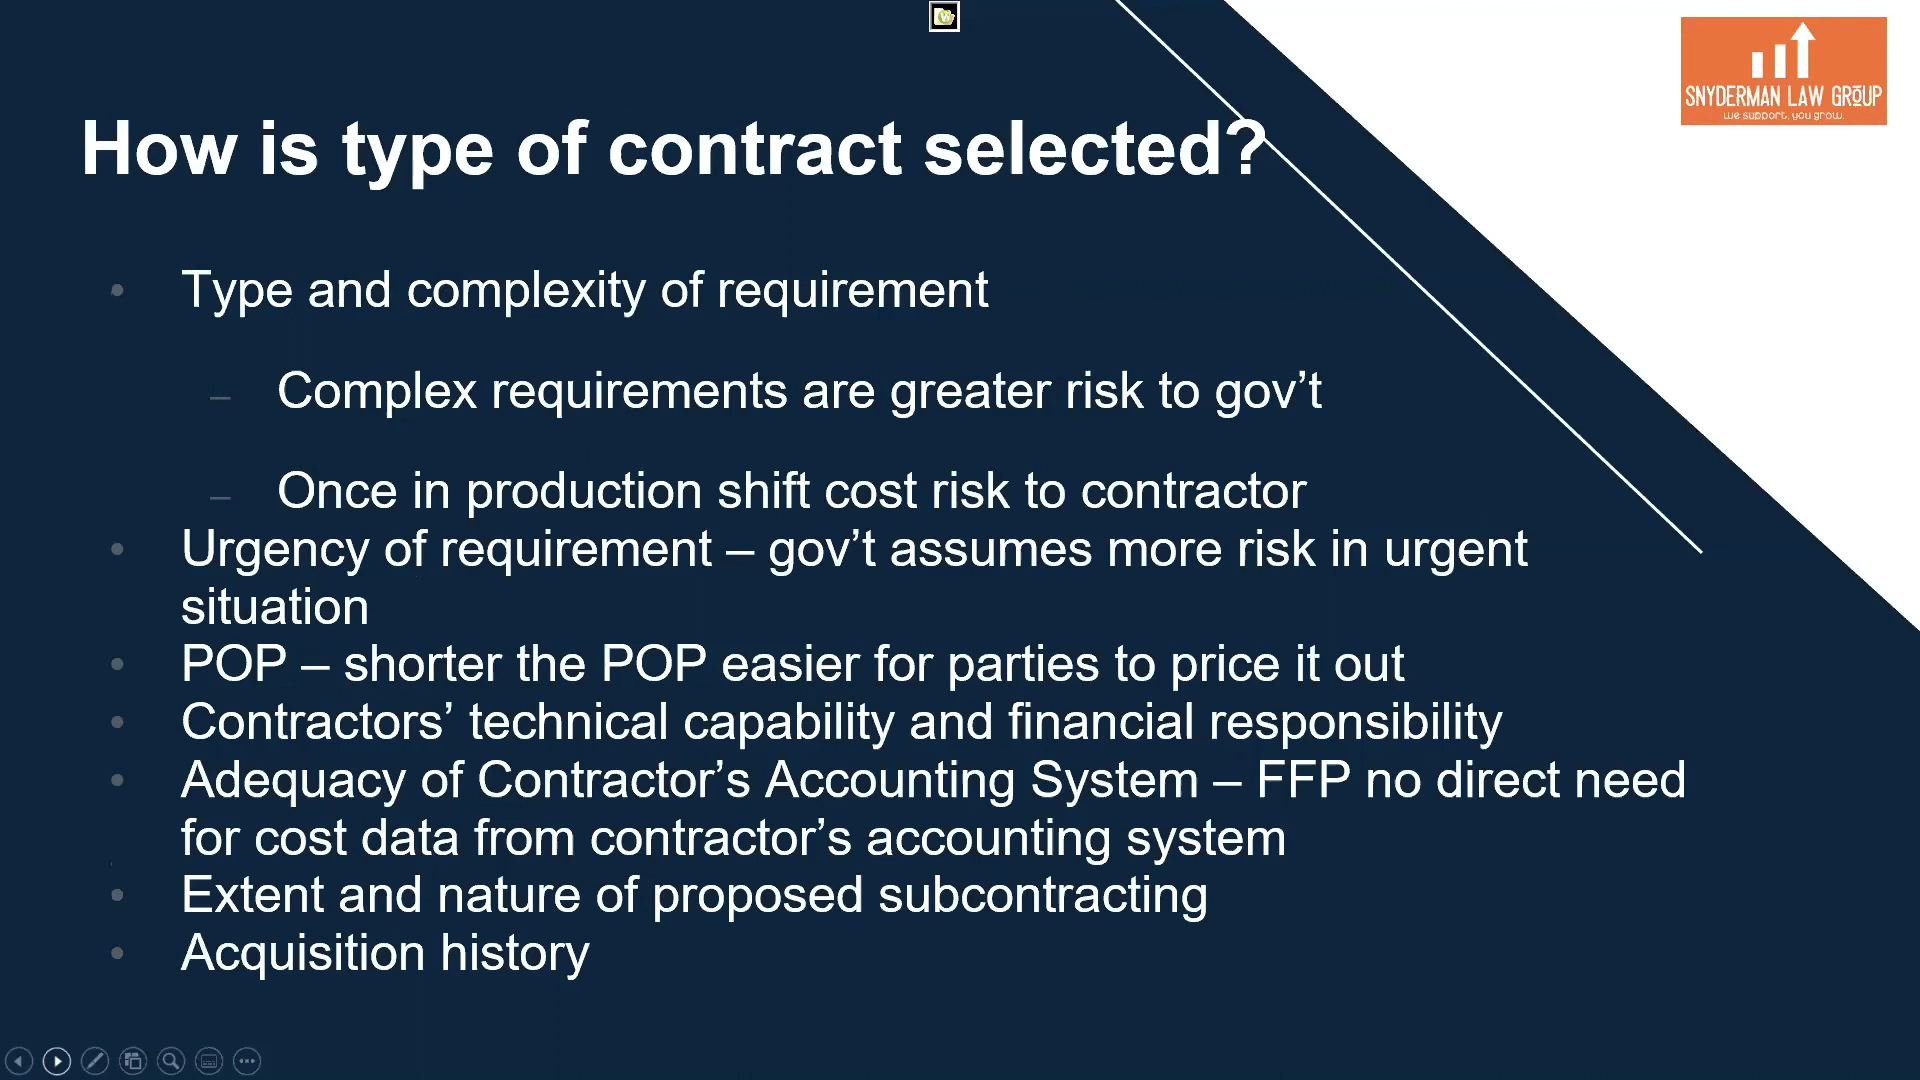 SNYDERMAN LAW GROUP
we support, you grow.
How is type of contract selected?
• Type and complexity of requirement
– Complex requirements are greater risk to gov’t
– Once in production shift cost risk to contractor
• Urgency of requirement – gov’t assumes more risk in urgent
situation
• POP – shorter the POP easier for parties to price it out
• Contractors’ technical capability and financial responsibility
• Adequacy of Contractor’s Accounting System – FFP no direct need
for cost data from contractor’s accounting system
• Extent and nature of proposed subcontracting
• Acquisition history